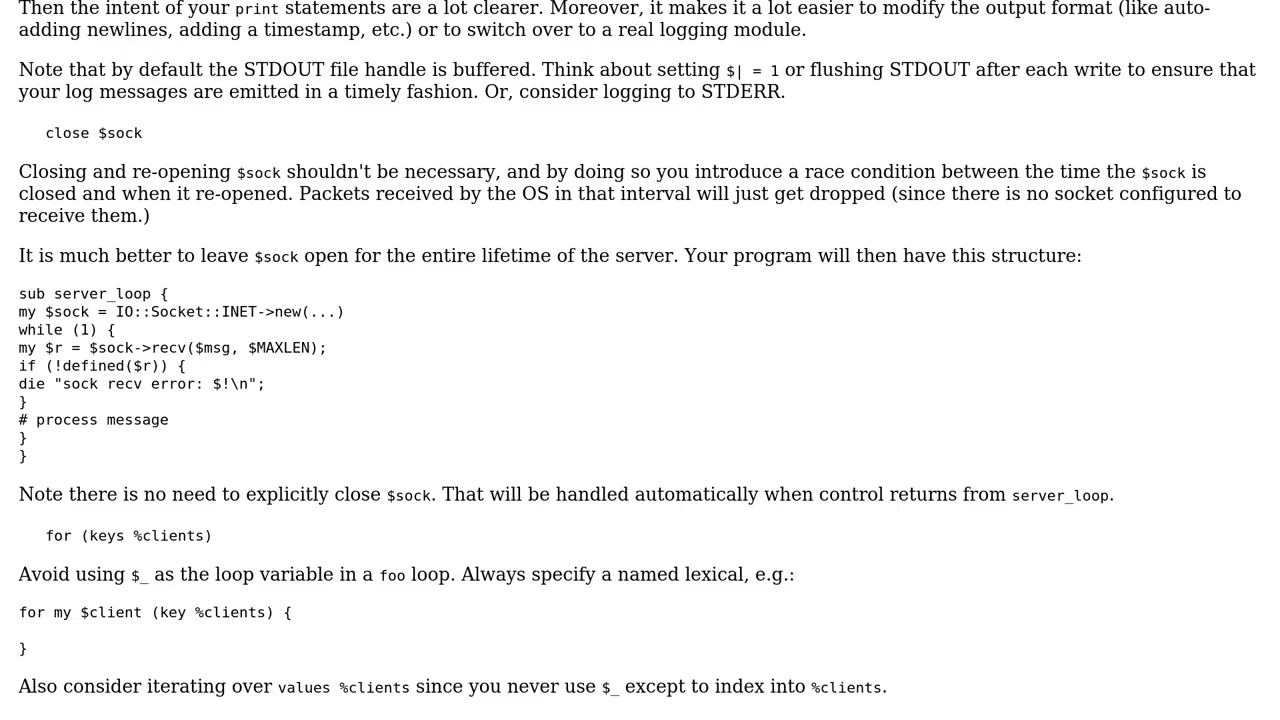 Then the intent of your print statements are a lot clearer. Moreover, it makes it a lot easier to modify the output format (like auto-
adding newlines, adding a timestamp, etc.) or to switch over to a real logging module.
Note that by default the STDOUT file handle is buffered. Think about setting $| = 1 or flushing STDOUT after each write to ensure that
your log messages are emitted in a timely fashion. Or, consider logging to STDERR.
close $sock
Closing and re-opening $sock shouldn't be necessary, and by doing so you introduce a race condition between the time the $sock is
closed and when it re-opened. Packets received by the OS in that interval will just get dropped (since there is no socket configured to
receive them.)
It is much better to leave $sock open for the entire lifetime of the server. Your program will then have this structure:
sub server_loop {
my $sock = IO::Socket::INET->new(...)
while (1) {
my $r = $sock->recv($msg, $MAXLEN);
if (!defined($r)) {
die "sock recv error: $!\n";
}
# process message
}
}
Note there is no need to explicitly close $sock. That will be handled automatically when control returns from server_loop.
for (keys %clients)
Avoid using $_ as the loop variable in a foo loop. Always specify a named lexical, e.g.:
for my $client (key %clients) {
}
Also consider iterating over values %clients since you never use $_ except to index into %clients.